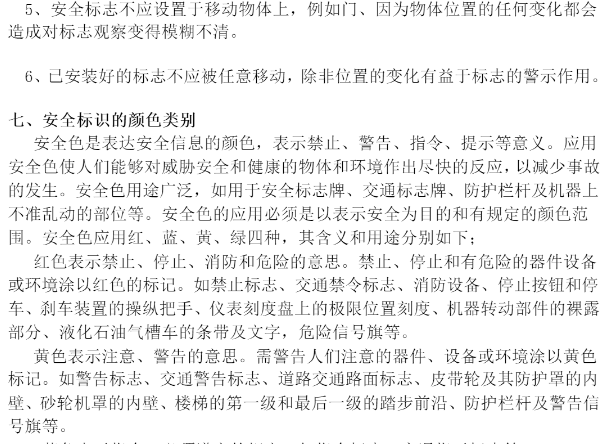 5、安全标志不应设置于移动物体上，例如门、因为物体位置的任何变化都会
造成对标志观察变得模糊不清。
6、已安装好的标志不应被任意移动，除非位置的变化有益于标志的警示作用。
七、安全标识的颜色类别
安全色是表达安全信息的颜色，表示禁止、警告、指令、提示等意义。应用
安全色使人们能够对威胁安全和健康的物体和环境作出尽快的反应，以减少事故
的发生。安全色用途广泛，如用于安全标志牌、交通标志牌、防护栏杆及机器上
不准乱动的部位等。安全色的应用必须是以表示安全为目的和有规定的颜色范
围。安全色应用红、蓝、黄、绿四种，其含义和用途分别如下；
红色表示禁止、停止、消防和危险的意思。禁止、停止和有危险的器件设备
或环境涂以红色的标记。如禁止标志、交通禁令标志、消防设备、停止按钮和停
车、刹车装置的操纵把手、仪表刻度盘上的极限位置刻度、机器转动部件的裸露
部分、液化石油气槽车的条带及文字，危险信号旗等。
黄色表示注意、警告的意思。需警告人们注意的器件、设备或环境涂以黄色
标记。如警告标志、交通警告标志、道路交通路面标志、皮带轮及其防护罩的内
壁、砂轮机罩的内壁、楼梯的第一级和最后一级的踏步前沿、防护栏杆及警告信
号旗等。